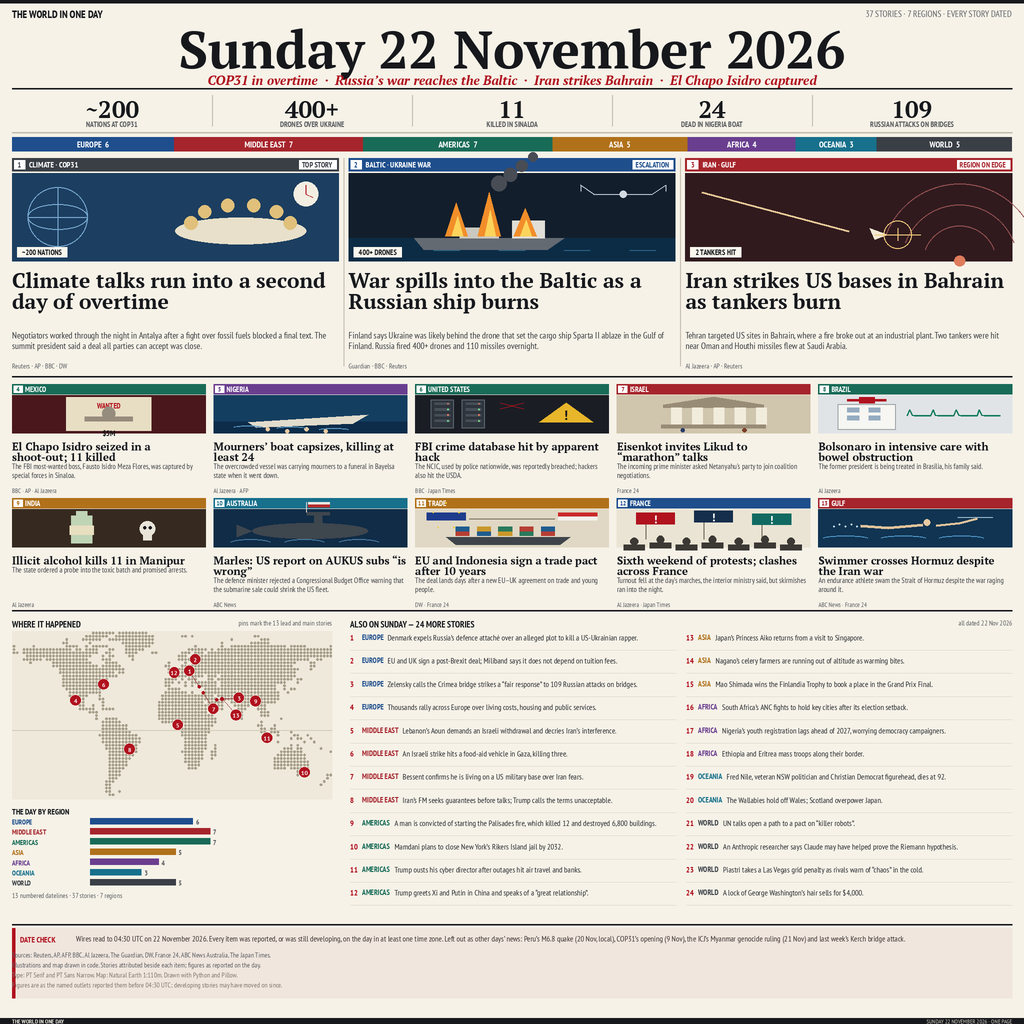 THE WORLD IN ONE DAY
37 STORIES · 7 REGIONS · EVERY STORY DATED
Sunday 22 November 2026
COP31 in overtime · Russia's war reaches the Baltic · Iran strikes Bahrain · El Chapo Isidro captured
~200
NATIONS AT COP31
400+
DRONES OVER UKRAINE
11
KILLED IN SINALOA
24
DEAD IN NIGERIA BOAT
109
RUSSIAN ATTACKS ON BRIDGES
EUROPE 6
MIDDLE EAST 7
AMERICAS 7
ASIA 5
AFRICA 4
OCEANIA 3
WORLD 5
1 CLIMATE · COP31
TOP STORY
~200 NATIONS
Climate talks run into a second
day of overtime
Negotiators worked through the night in Antalya after a fight over fossil fuels blocked a final text. The
summit president said a deal all parties can accept was close.
Reuters · AP · BBC · DW
2 BALTIC · UKRAINE WAR
ESCALATION
400+ DRONES
War spills into the Baltic as a
Russian ship burns
Finland says Ukraine was likely behind the drone that set the cargo ship Sparta II ablaze in the Gulf of
Finland. Russia fired 400+ drones and 110 missiles overnight.
Guardian · BBC · Reuters
3 IRAN · GULF
REGION ON EDGE
2 TANKERS HIT
Iran strikes US bases in Bahrain
as tankers burn
Tehran targeted US sites in Bahrain, where a fire broke out at an industrial plant. Two tankers were hit
near Oman and Houthi missiles flew at Saudi Arabia.
Al Jazeera · AP · Reuters
4 MEXICO
WANTED
$5M
El Chapo Isidro seized in a
shoot-out; 11 killed
The FBI most-wanted boss, Fausto Isidro Meza Flores, was captured by
special forces in Sinaloa.
BBC · AP · Al Jazeera
5 NIGERIA
Mourners' boat capsizes, killing at
least 24
The overcrowded vessel was carrying mourners to a funeral in Bayelsa
state when it went down.
Al Jazeera · AFP
6 UNITED STATES
!
FBI crime database hit by apparent
hack
The NCIC, used by police nationwide, was reportedly breached; hackers
also hit the USDA.
BBC · Japan Times
7 ISRAEL
Eisenkot invites Likud to
"marathon" talks
The incoming prime minister asked Netanyahu's party to join coalition
negotiations.
France 24
8 BRAZIL
Bolsonaro in intensive care with
bowel obstruction
The former president is being treated in Brasilia, his family said.
Al Jazeera
9 INDIA
Illicit alcohol kills 11 in Manipur
The state ordered a probe into the toxic batch and promised arrests.
Al Jazeera
10 AUSTRALIA
Marles: US report on AUKUS subs "is
wrong"
The defence minister rejected a Congressional Budget Office warning that
the submarine sale could shrink the US fleet.
ABC News
11 TRADE
EU and Indonesia sign a trade pact
after 10 years
The deal lands days after a new EU–UK agreement on trade and young
people.
DW · France 24
12 FRANCE
! ! !
Sixth weekend of protests; clashes
across France
Turnout fell at the day's marches, the interior ministry said, but skirmishes
ran into the night.
Al Jazeera · Japan Times
13 GULF
Swimmer crosses Hormuz despite
the Iran war
An endurance athlete swam the Strait of Hormuz despite the war raging
around it.
ABC News · France 24
WHERE IT HAPPENED
pins mark the 13 lead and main stories
2
12
1
6
4
3
9
7
13
5
11
8
10
THE DAY BY REGION
EUROPE 6
MIDDLE EAST 7
AMERICAS 7
ASIA 5
AFRICA 4
OCEANIA 3
WORLD 5
13 numbered datelines · 37 stories · 7 regions
ALSO ON SUNDAY — 24 MORE STORIES
all dated 22 Nov 2026
1 EUROPE Denmark expels Russia's defence attaché over an alleged plot to kill a US-Ukrainian rapper.
2 EUROPE EU and UK sign a post-Brexit deal; Miliband says it does not depend on tuition fees.
3 EUROPE Zelensky calls the Crimea bridge strikes a "fair response" to 109 Russian attacks on bridges.
4 EUROPE Thousands rally across Europe over living costs, housing and public services.
5 MIDDLE EAST Lebanon's Aoun demands an Israeli withdrawal and decries Iran's interference.
6 MIDDLE EAST An Israeli strike hits a food-aid vehicle in Gaza, killing three.
7 MIDDLE EAST Bessent confirms he is living on a US military base over Iran fears.
8 MIDDLE EAST Iran's FM seeks guarantees before talks; Trump calls the terms unacceptable.
9 AMERICAS A man is convicted of starting the Palisades fire, which killed 12 and destroyed 6,800 buildings.
10 AMERICAS Mamdani plans to close New York's Rikers Island jail by 2032.
11 AMERICAS Trump ousts his cyber director after outages hit air travel and banks.
12 AMERICAS Trump greets Xi and Putin in China and speaks of a "great relationship".
13 ASIA Japan's Princess Aiko returns from a visit to Singapore.
14 ASIA Nagano's celery farmers are running out of altitude as warming bites.
15 ASIA Mao Shimada wins the Finlandia Trophy to book a place in the Grand Prix Final.
16 AFRICA South Africa's ANC fights to hold key cities after its election setback.
17 AFRICA Nigeria's youth registration lags ahead of 2027, worrying democracy campaigners.
18 AFRICA Ethiopia and Eritrea mass troops along their border.
19 OCEANIA Fred Nile, veteran NSW politician and Christian Democrat figurehead, dies at 92.
20 OCEANIA The Wallabies hold off Wales; Scotland overpower Japan.
21 WORLD UN talks open a path to a pact on "killer robots".
22 WORLD An Anthropic researcher says Claude may have helped prove the Riemann hypothesis.
23 WORLD Piastri takes a Las Vegas grid penalty as rivals warn of "chaos" in the cold.
24 WORLD A lock of George Washington's hair sells for $4,000.
DATE CHECK
Wires read to 04:30 UTC on 22 November 2026. Every item was reported, or was still developing, on the day in at least one time zone. Left out as other days' news: Peru's M6.8 quake (20 Nov, local), COP31's opening (9 Nov), the ICJ's Myanmar genocide ruling (21 Nov) and last week's Kerch bridge attack.
ources: Reuters, AP, AFP, BBC, Al Jazeera, The Guardian, DW, France 24, ABC News Australia, The Japan Times.
llustrations and map drawn in code. Stories attributed beside each item; figures as reported on the day.
ype: PT Serif and PT Sans Narrow. Map: Natural Earth 1:110m. Drawn with Python and Pillow.
igures are as the named outlets reported them before 04:30 UTC; developing stories may have moved on since.
THE WORLD IN ONE DAY
SUNDAY 22 NOVEMBER 2026 · ONE PAGE